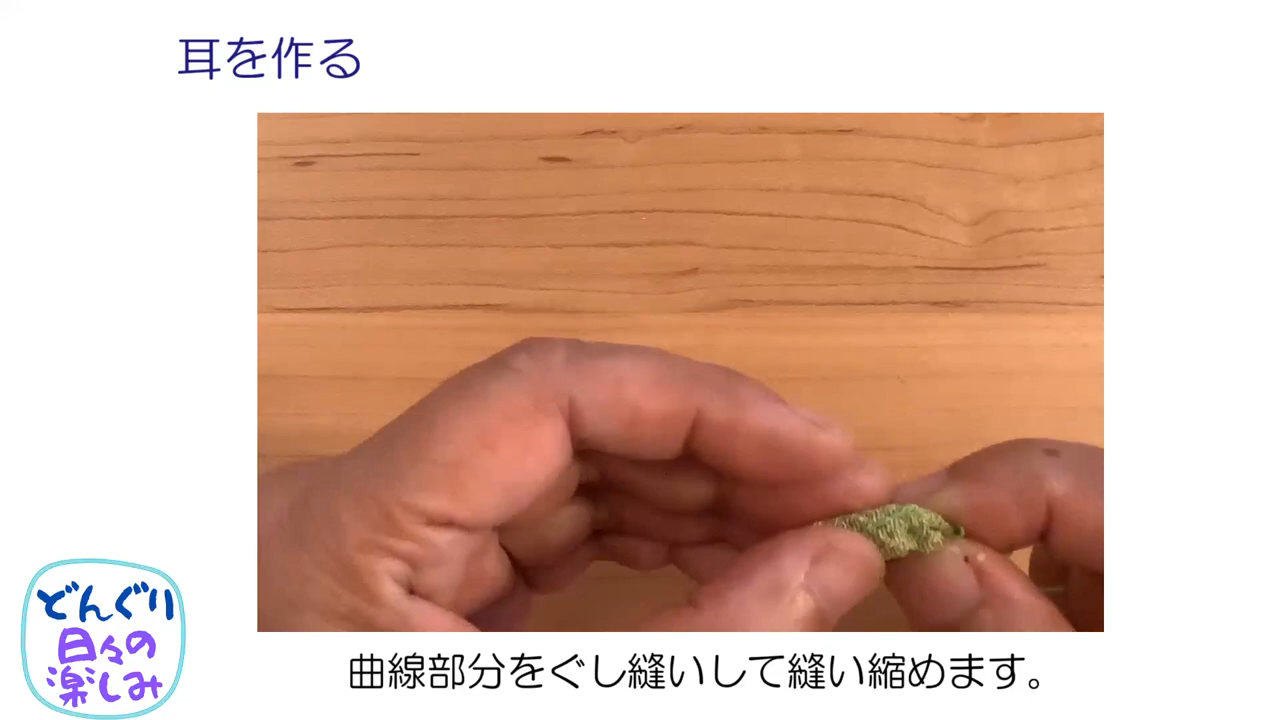 耳を作る
曲線部分をぐし縫いして縫い縮めます。
どんぐり
日々の
楽しみ